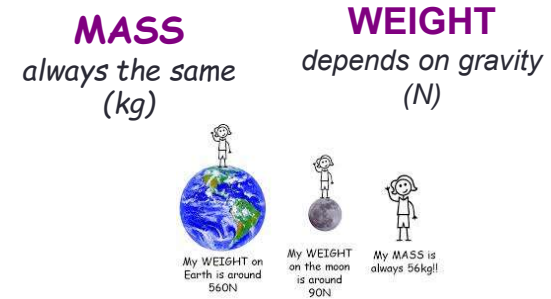 MASS
always the same
(kg)
WEIGHT
depends on gravity
(N)
My WEIGHT on
Earth is around
560N
My WEIGHT
on the moon
is around
90N
My MASS is
always 56kg!!